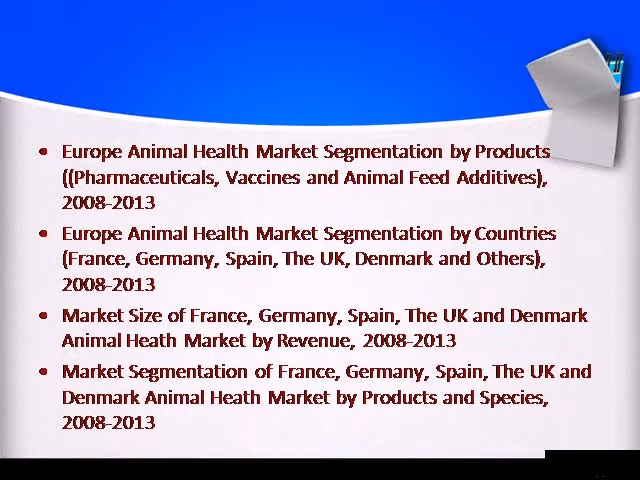 • Europe Animal Health Market Segmentation by Products
((Pharmaceuticals, Vaccines and Animal Feed Additives),
2008-2013
• Europe Animal Health Market Segmentation by Countries
(France, Germany, Spain, The UK, Denmark and Others),
2008-2013
• Market Size of France, Germany, Spain, The UK and Denmark
Animal Heath Market by Revenue, 2008-2013
• Market Segmentation of France, Germany, Spain, The UK and
Denmark Animal Heath Market by Products and Species,
2008-2013